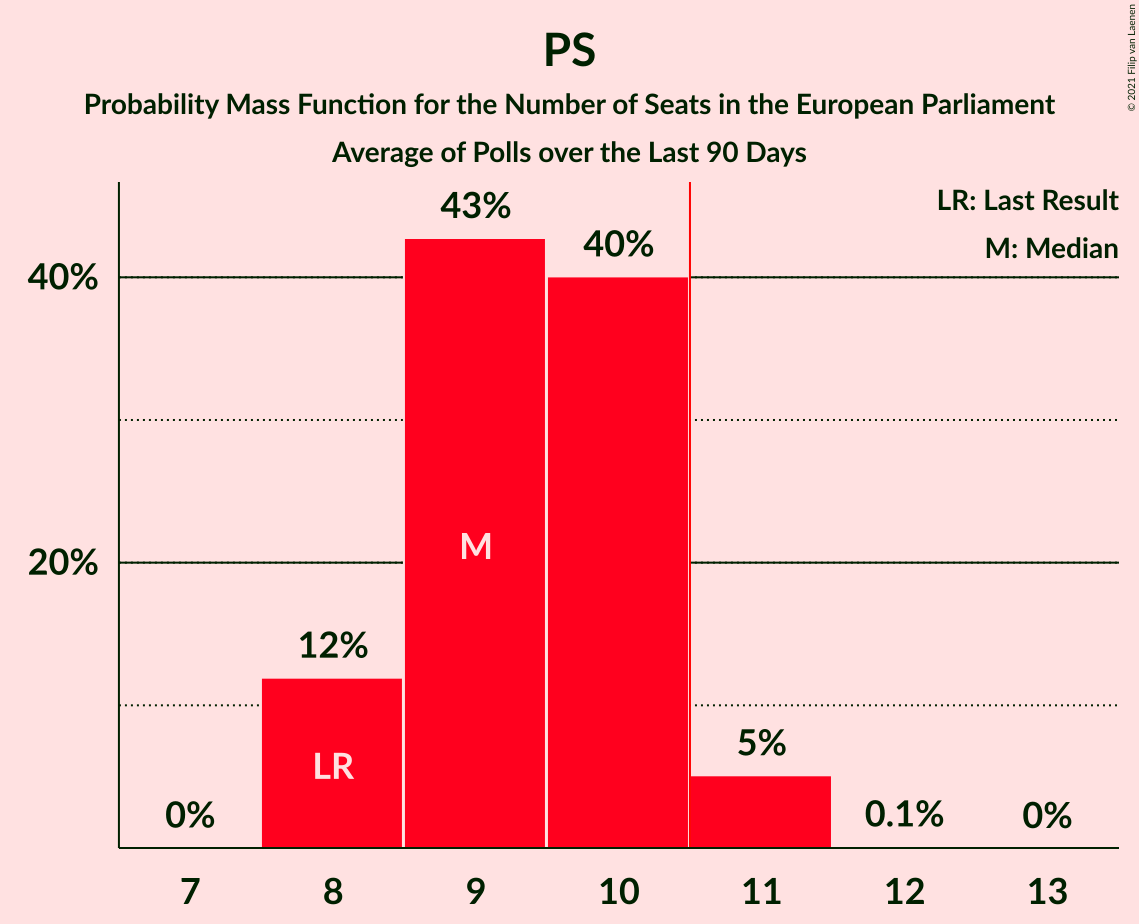 PS
Probability Mass Function for the Number of Seats in the European Parliament
Average of Polls over the Last 90 Days
© 2021 Filip van Laenen
LR: Last Result
M: Median
43%
40%
40%
M
20%
12%
LR
5%
0%
0.1%
0%
7 8 9 10 11 12 13